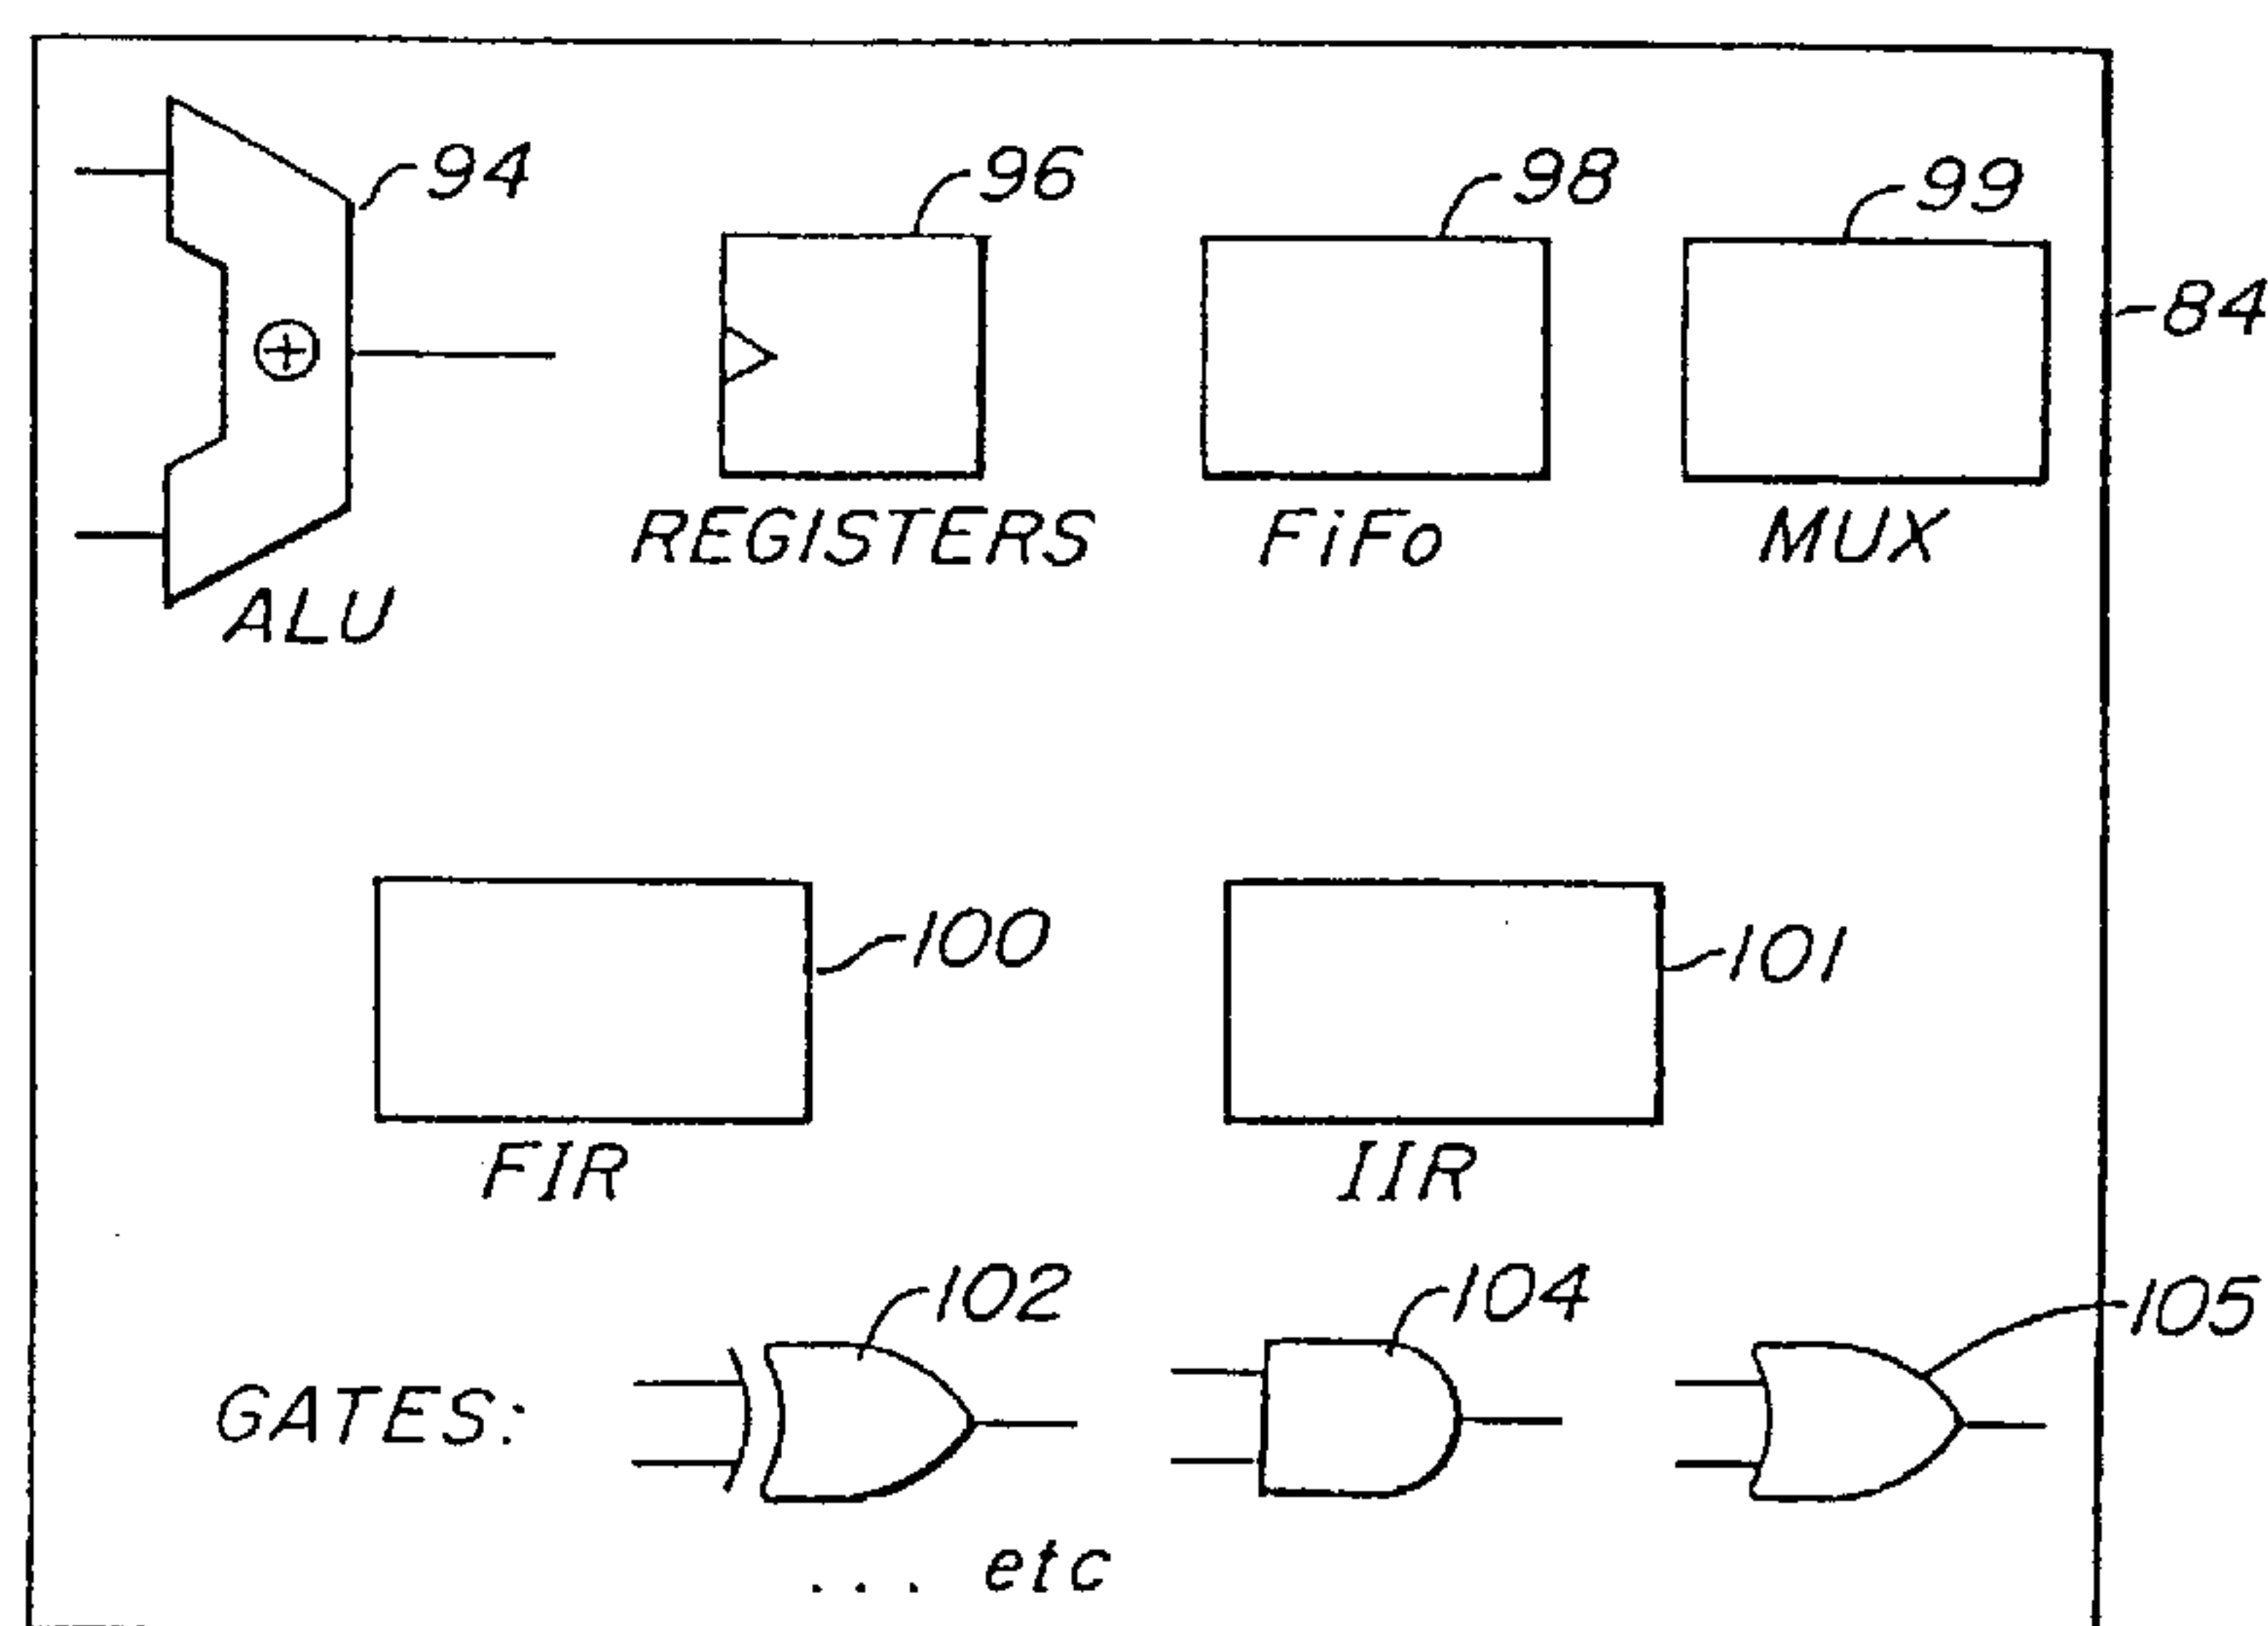 94
96
98
99
84
REGISTERS
FiFo
MUX
ALU
100
101
FIR
IIR
102
104
105
GATES:
... etc